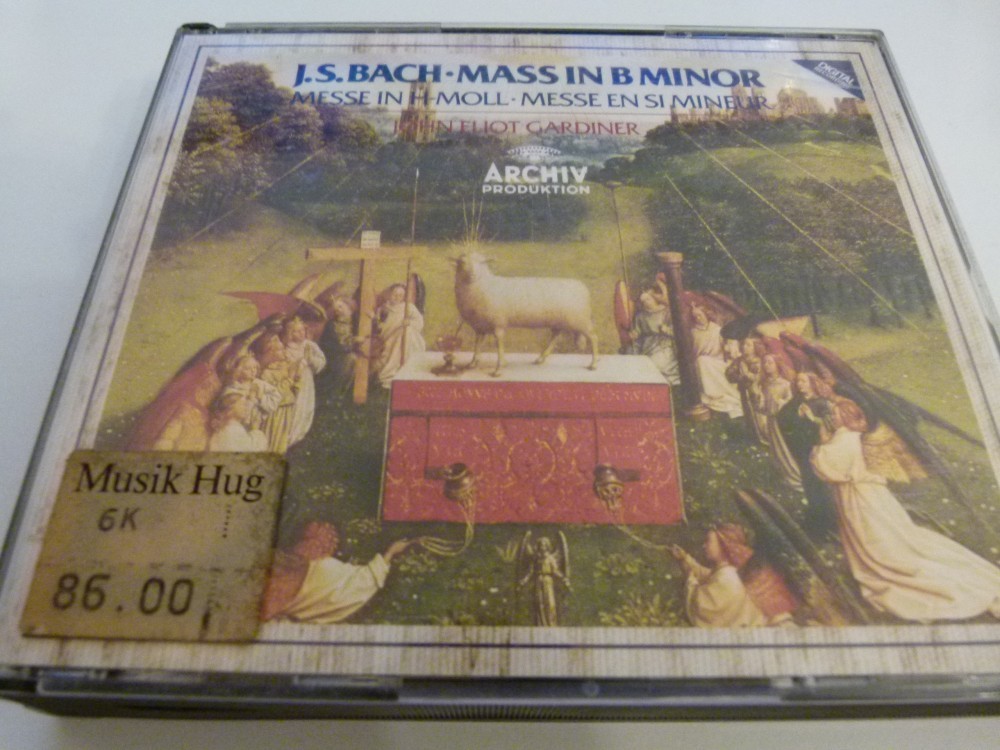 J.S.BACH·MASS IN B MINOR
MESSE IN H-MOLL·MESSE EN SI MINEUR
JOHN ELIOT GARDINER
DIGITAL
ARCHIV
PRODUKTION
Musik Hug
6K
86.00